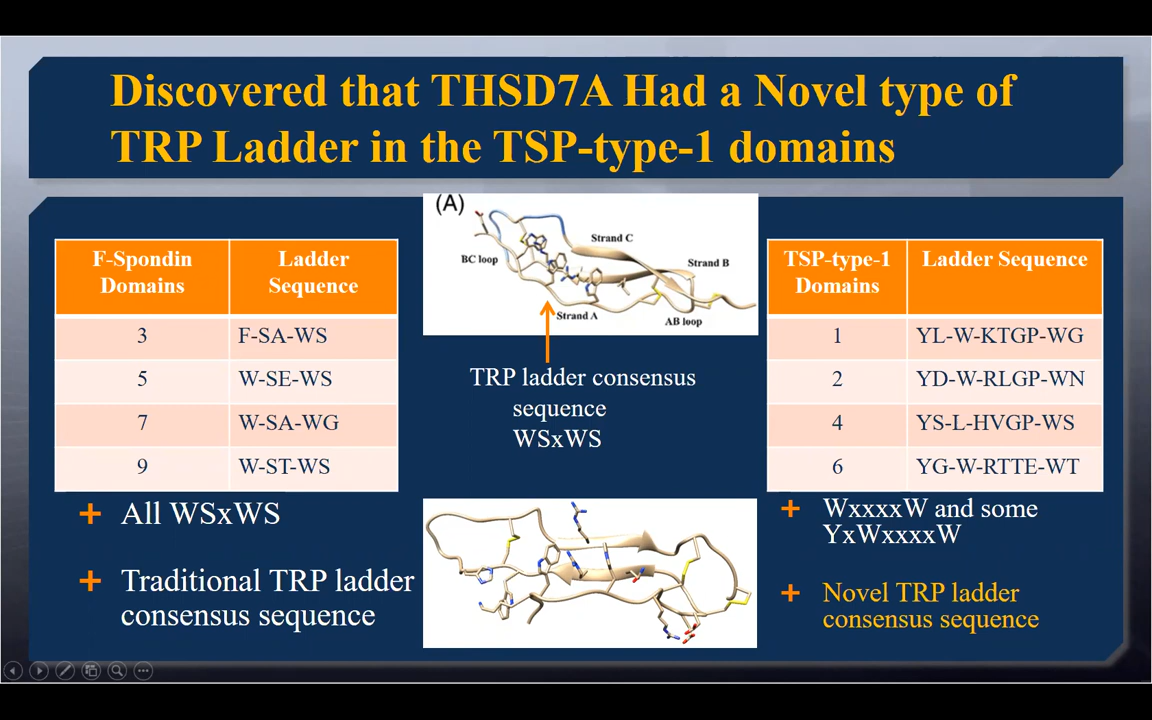 Discovered that THSD7A Had a Novel type of
TRP Ladder in the TSP-type-1 domains
F-Spondin Domains Ladder Sequence
3 F-SA-WS
5 W-SE-WS
7 W-SA-WG
9 W-ST-WS
All WSxWS
Traditional TRP ladder
consensus sequence
(A)
Strand C
BC loop
Strand B
Strand A
AB loop
TRP ladder consensus
sequence
WSxWS
TSP-type-1 Domains Ladder Sequence
1 YL-W-KTGP-WG
2 YD-W-RLGP-WN
4 YS-L-HVGP-WS
6 YG-W-RTTE-WT
WxxxxW and some
YxWxxxxW
Novel TRP ladder
consensus sequence